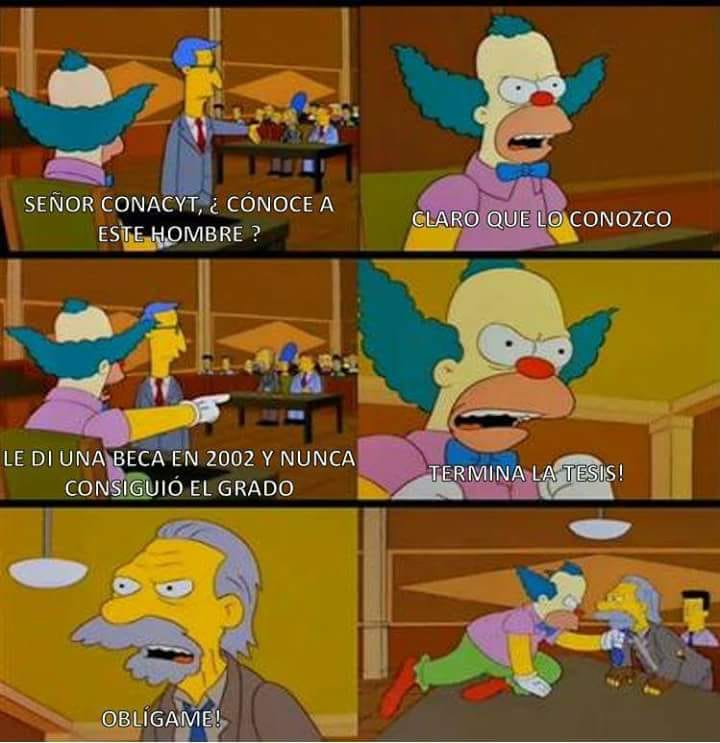 SEÑOR CONACYT, ¿ CÓNOCE A
ESTE HOMBRE ?
CLARO QUE LO CONOZCO
LE DI UNA BECA EN 2002 Y NUNCA
CONSIGUIÓ EL GRADO
TERMINA LA TESIS!
OBLÍGAME!